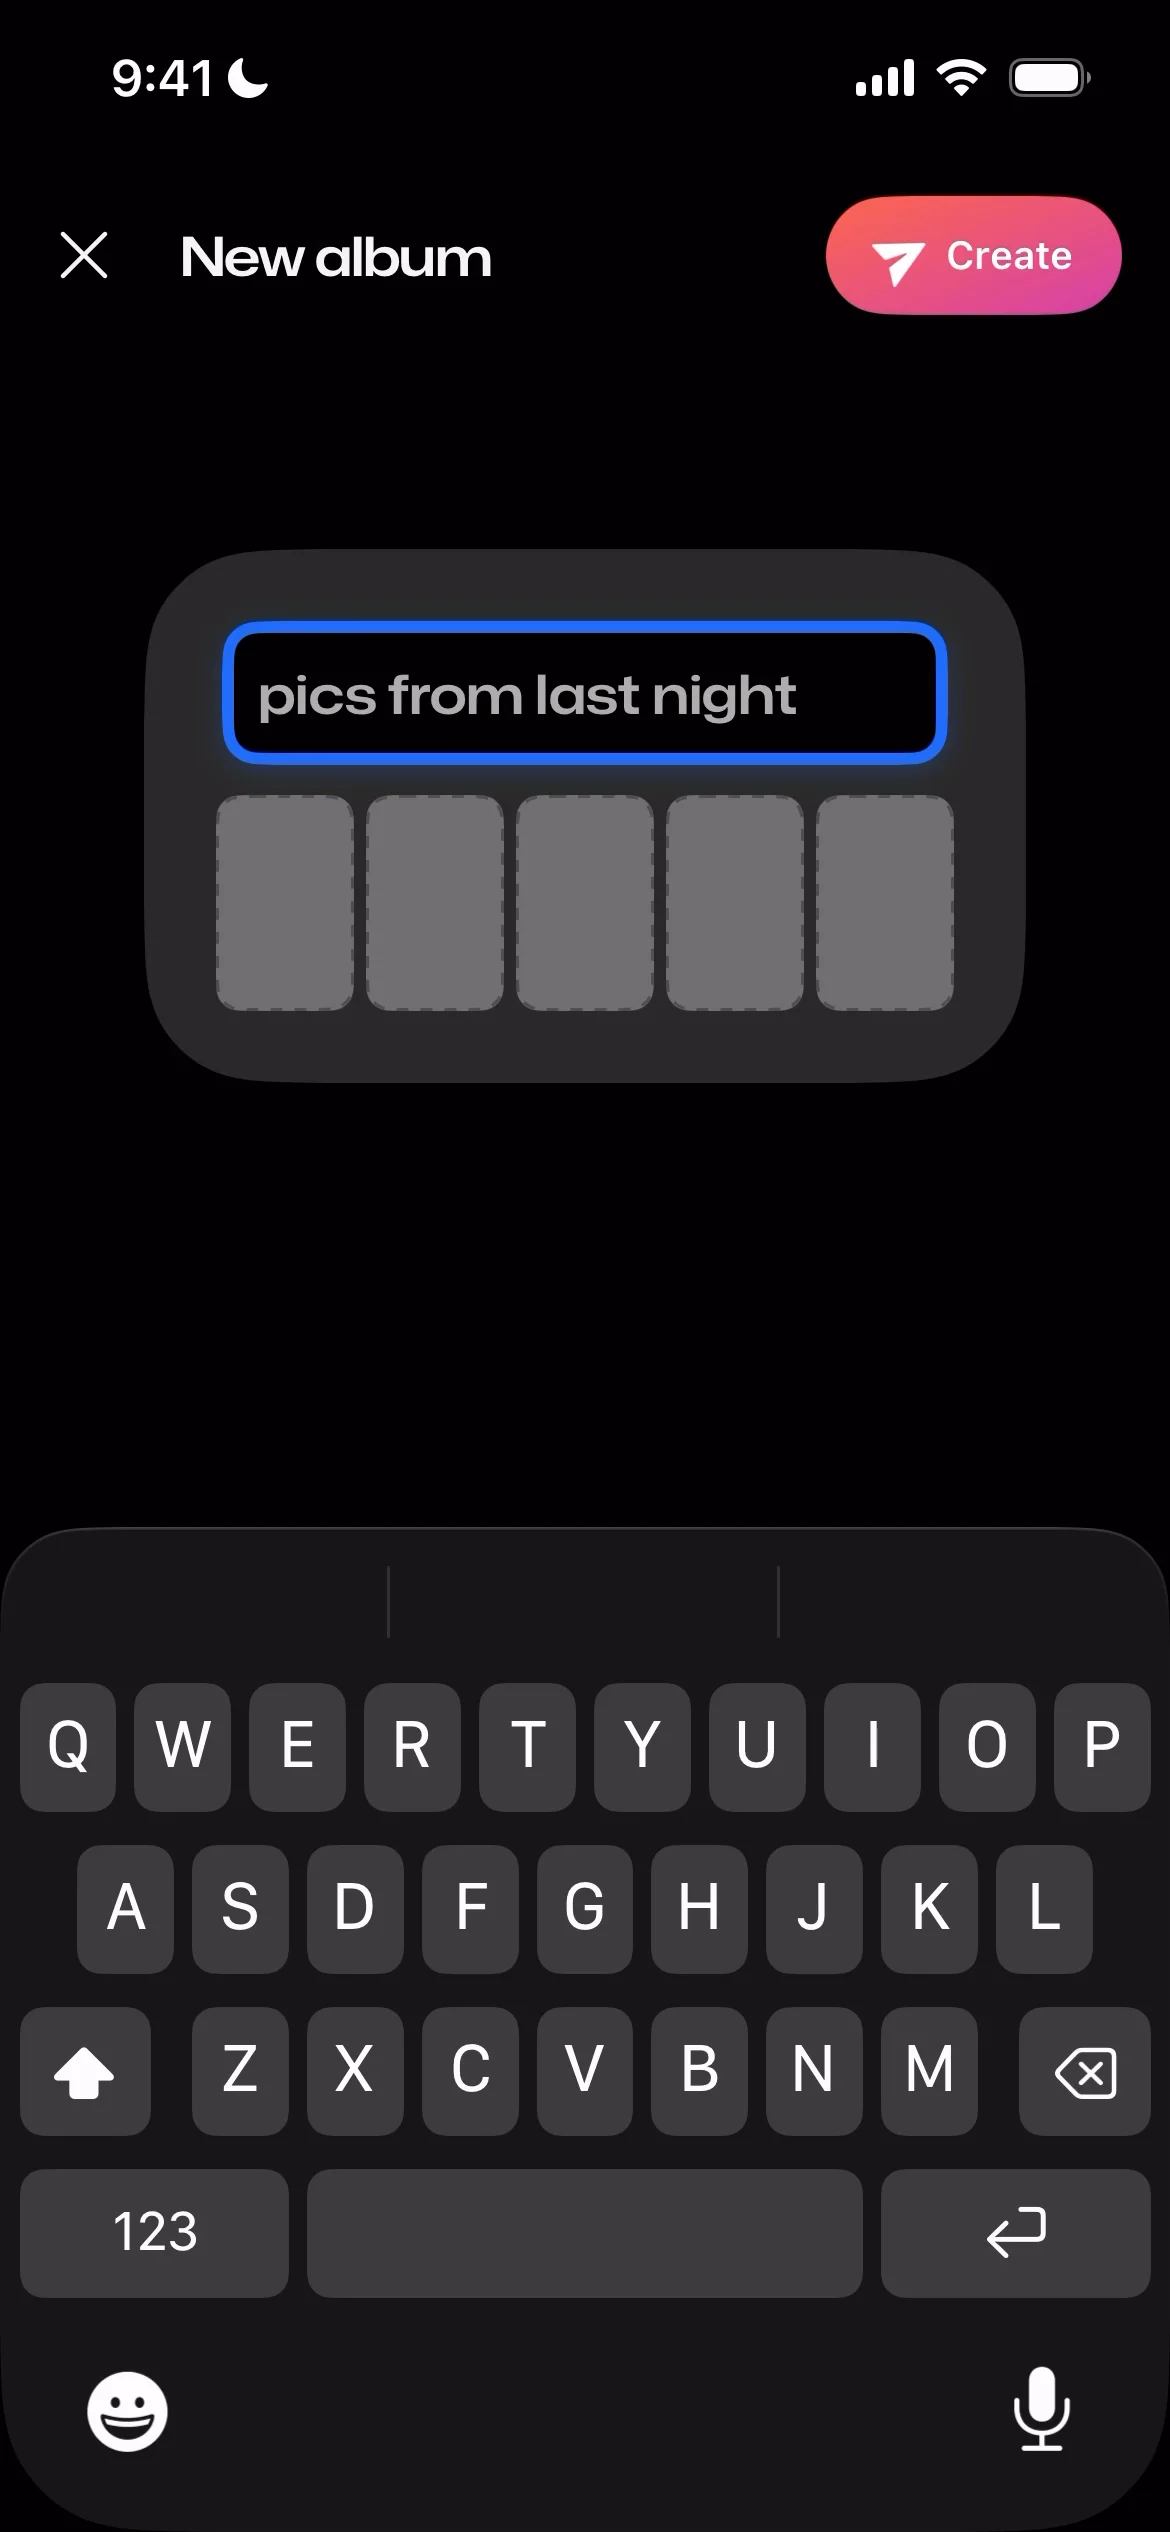 9:41
New album
Create
pics from last night
Q W E R T Y U I O P
A S D F G H J K L
Z X C V B N M
123